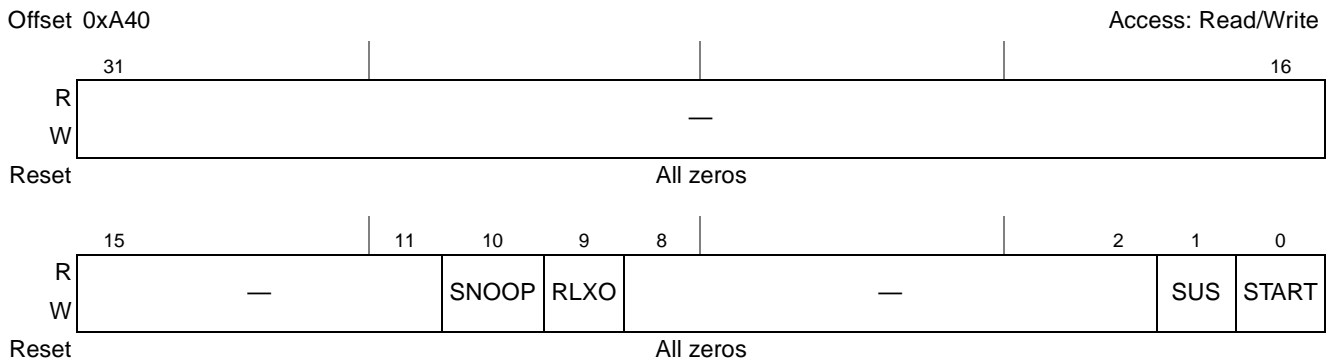 Offset 0xA40 Access: Read/Write
31 16
R
—
W
Reset All zeros
15 11 10 9 8 2 1 0
R
— SNOOP RLXO — SUS START
W
Reset All zeros